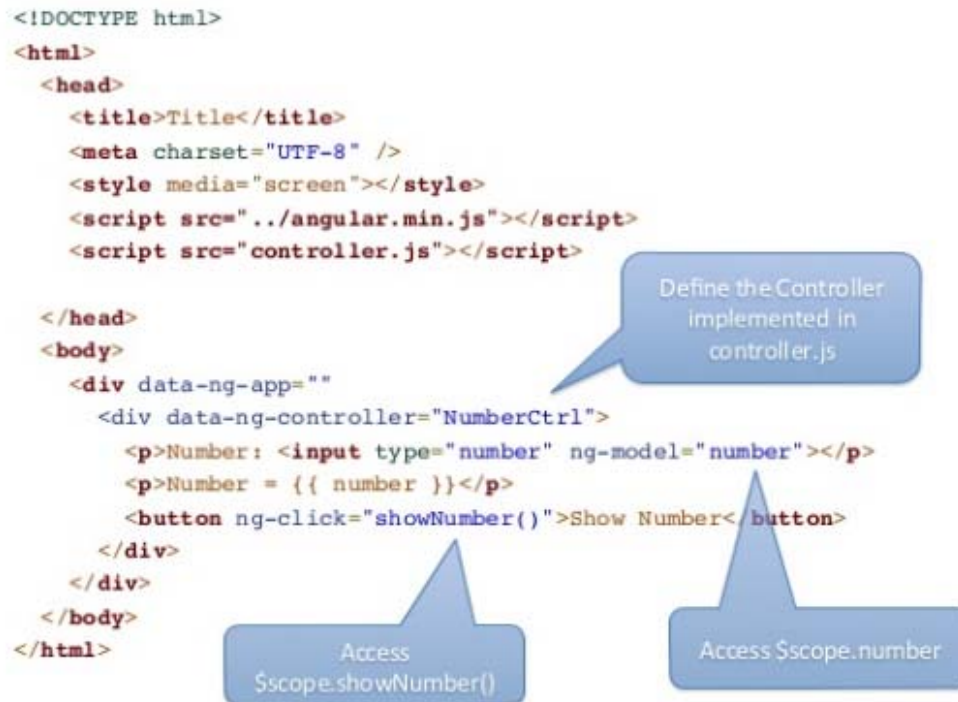 <!DOCTYPE html>
<html>
<head>
<title>Title</title>
<meta charset="UTF-8" />
<style media="screen"></style>
<script src="../angular.min.js"></script>
<script src="controller.js"></script>
Define the Controller
implemented in
controller.js
</head>
<body>
<div data-ng-app=""
<div data-ng-controller="NumberCtrl">
<p>Number: <input type="number" ng-model="number"></p>
<p>Number = {{ number }}</p>
<button ng-click="showNumber()">Show Number</button>
</div>
</div>
</body>
</html>
Access
$scope.showNumber()
Access $scope.number